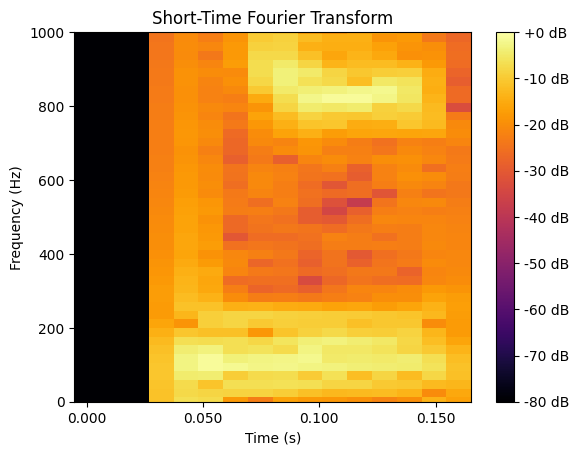 Short-Time Fourier Transform
1000
800
600
400
200
0
Frequency (Hz)
0.000
0.050
0.100
0.150
Time (s)
+0 dB
-10 dB
-20 dB
-30 dB
-40 dB
-50 dB
-60 dB
-70 dB
-80 dB